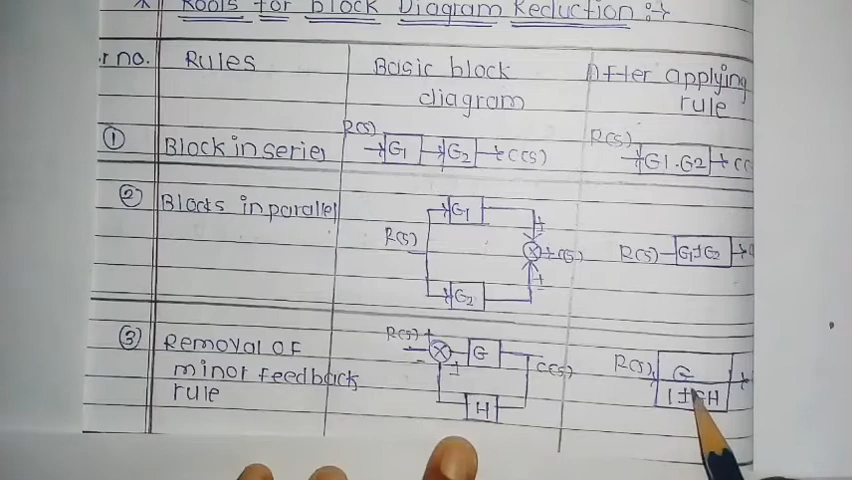 Rools for Block Diagram Reduction :-
r no. Rules Basic block diagram After applying rule
① Block in series R(s) G1 G2 C(s) R(s) G1.G2 C(
② Blocks in parallel R(s) G1 G2 ± ± C(s) R(s) G1±G2
③ Removal of minor feedback rule R(s) + G ± C(s) H R(s) G
1±GH